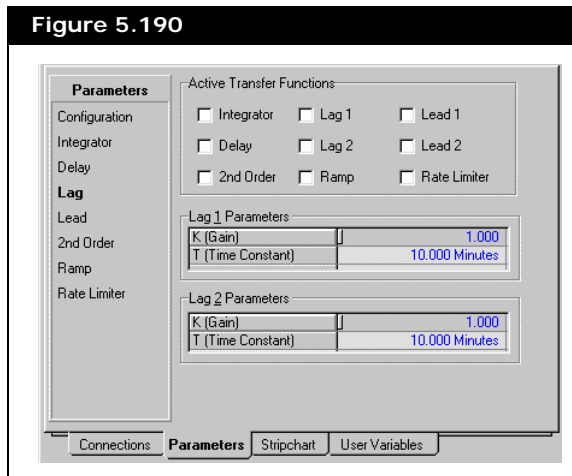 Figure 5.190
Parameters
Configuration
Integrator
Delay
Lag
Lead
2nd Order
Ramp
Rate Limiter
Active Transfer Functions
Integrator Lag 1 Lead 1
Delay Lag 2 Lead 2
2nd Order Ramp Rate Limiter
Lag 1 Parameters
K (Gain) 1.000
T (Time Constant) 10.000 Minutes
Lag 2 Parameters
K (Gain) 1.000
T (Time Constant) 10.000 Minutes
Connections Parameters Stripchart User Variables